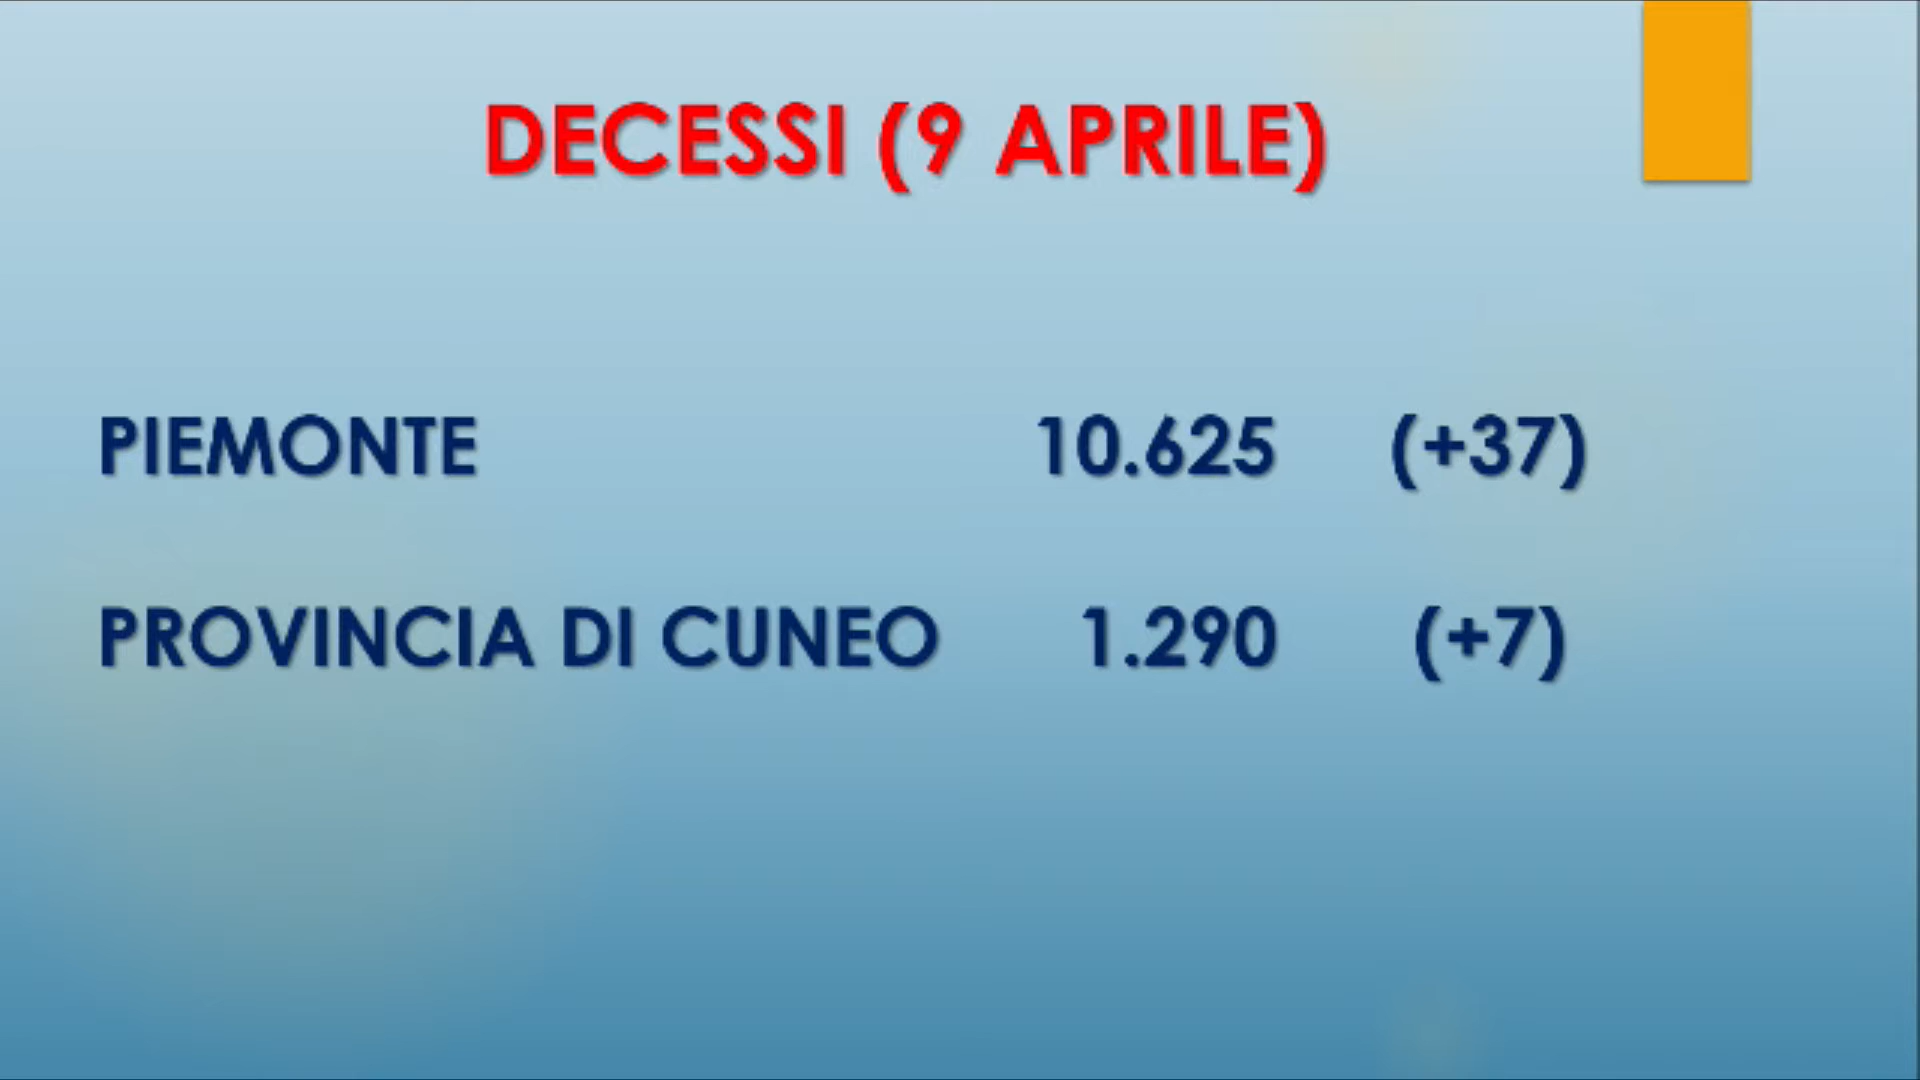 DECESSI (9 APRILE)
PIEMONTE 10.625 (+37)
PROVINCIA DI CUNEO 1.290 (+7)